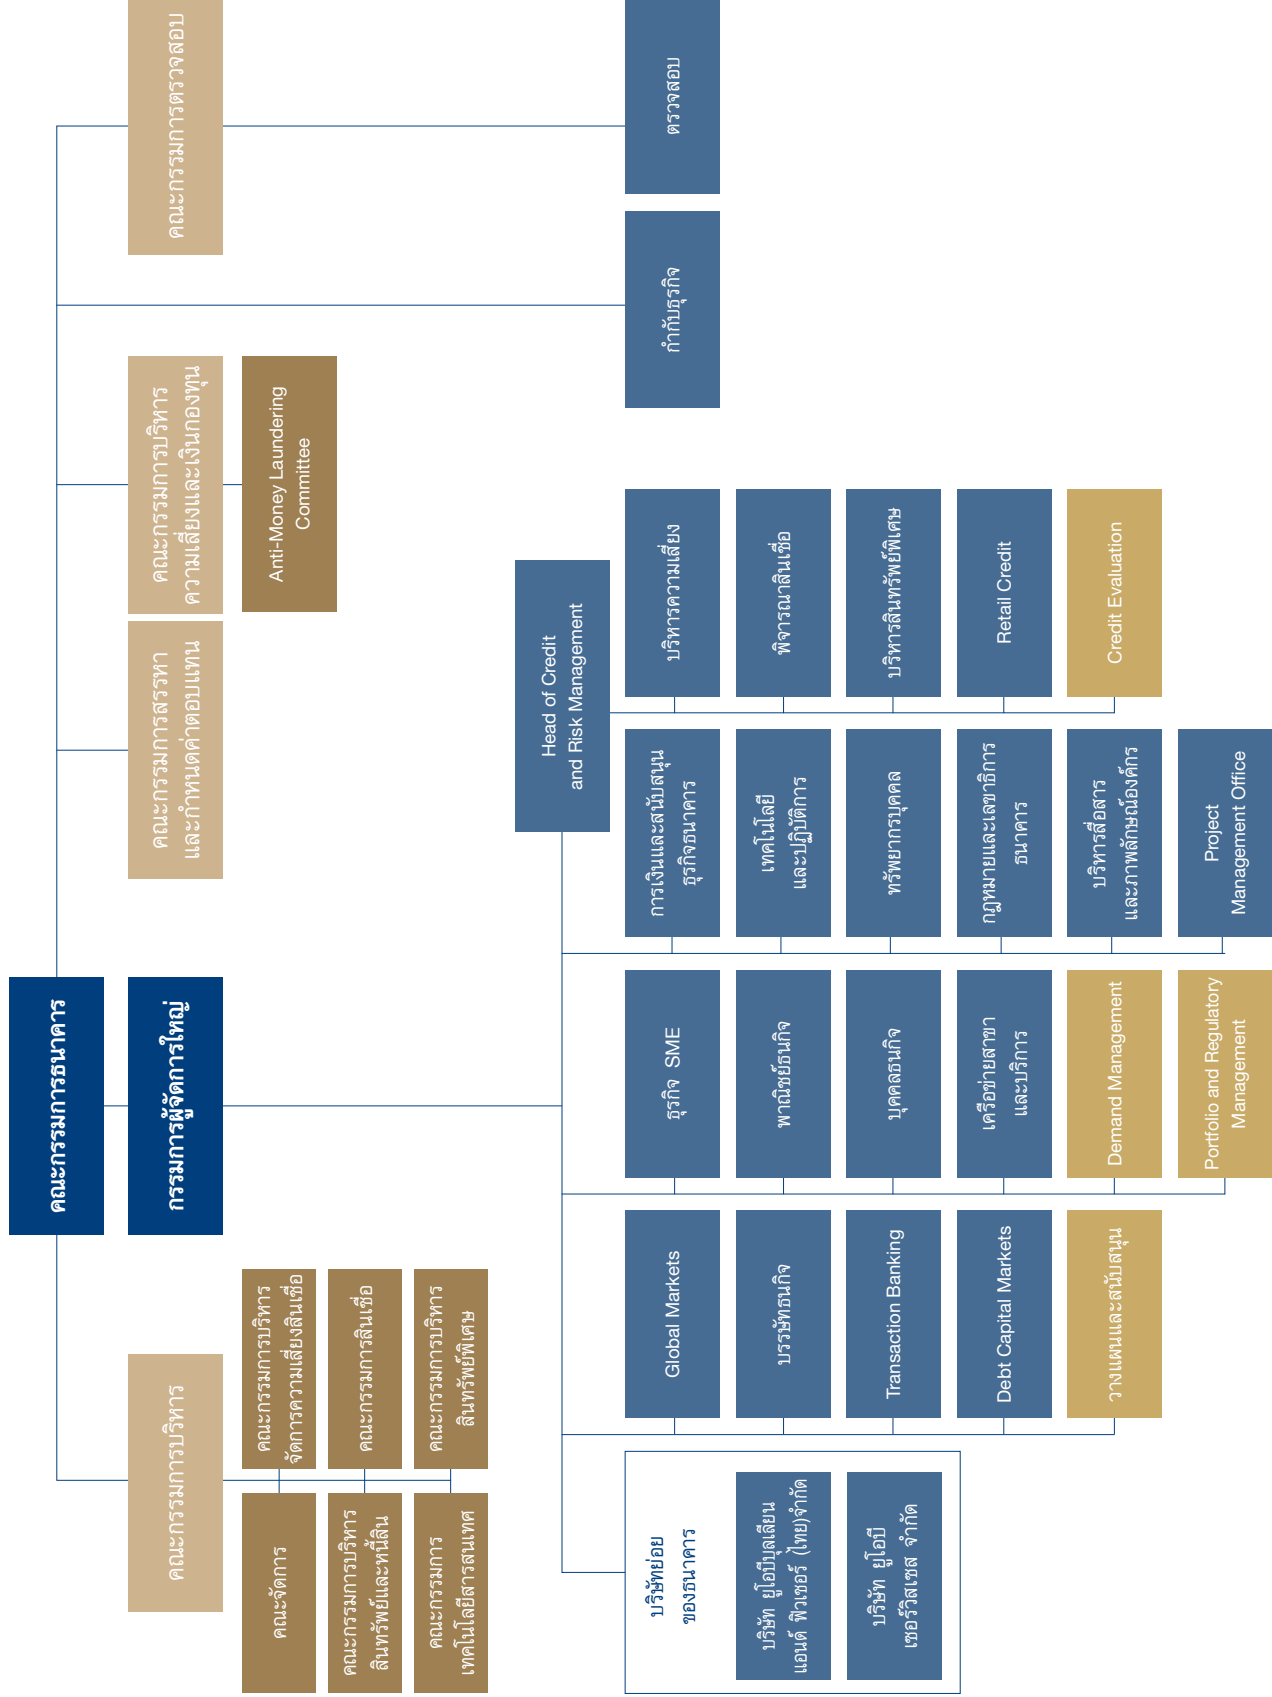 คณะกรรมการธนาคาร
กรรมการผู้จัดการใหญ่
คณะกรรมการบริหาร
คณะกรรมการสรรหา
และกำหนดค่าตอบแทน
คณะกรรมการบริหาร
ความเสี่ยงและเงินกองทุน
คณะกรรมการตรวจสอบ
คณะจัดการ
คณะกรรมการบริหาร
จัดการความเสี่ยงสินเชื่อ
คณะกรรมการบริหาร
สินทรัพย์และหนี้สิน
คณะกรรมการสินเชื่อ
คณะกรรมการ
เทคโนโลยีสารสนเทศ
คณะกรรมการบริหาร
สินทรัพย์พิเศษ
Anti-Money Laundering
Committee
Head of Credit
and Risk Management
บริษัทย่อย
ของธนาคาร
บริษัท ยูโอบีบุลเลียน
แอนด์ ฟิวเชอร์ (ไทย)จำกัด
บริษัท ยูโอบี
เซอร์วิสเซส จำกัด
Global Markets
บรรษัทธนกิจ
Transaction Banking
Debt Capital Markets
วางแผนและสนับสนุน
ธุรกิจ SME
พาณิชย์ธนกิจ
บุคคลธนกิจ
เครือข่ายสาขา
และบริการ
Demand Management
Portfolio and Regulatory
Management
การเงินและสนับสนุน
ธุรกิจธนาคาร
เทคโนโลยี
และปฏิบัติการ
ทรัพยากรบุคคล
กฎหมายและเลขาธิการ
ธนาคาร
บริหารสื่อสาร
และภาพลักษณ์องค์กร
Project
Management Office
บริหารความเสี่ยง
พิจารณาสินเชื่อ
บริหารสินทรัพย์พิเศษ
Retail Credit
Credit Evaluation
กำกับธุรกิจ
ตรวจสอบ